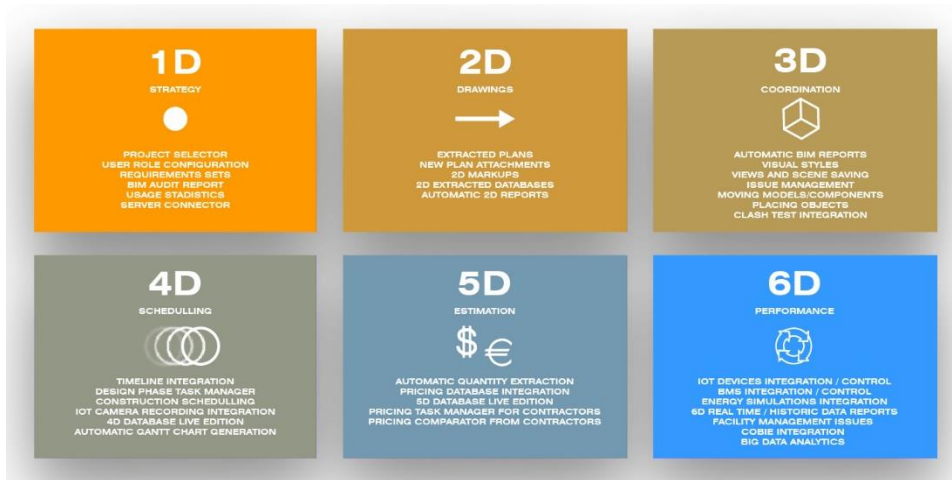 1D
STRATEGY
PROJECT SELECTOR
USER ROLE CONFIGURATION
REQUIREMENTS SETS
BIM AUDIT REPORT
USAGE STADISTICS
SERVER CONNECTOR
2D
DRAWINGS
EXTRACTED PLANS
NEW PLAN ATTACHMENTS
2D MARKUPS
2D EXTRACTED DATABASES
AUTOMATIC 2D REPORTS
3D
COORDINATION
AUTOMATIC BIM REPORTS
VISUAL STYLES
VIEWS AND SCENE SAVING
ISSUE MANAGEMENT
MOVING MODELS/COMPONENTS
PLACING OBJECTS
CLASH TEST INTEGRATION
4D
SCHEDULLING
TIMELINE INTEGRATION
DESIGN PHASE TASK MANAGER
CONSTRUCTION SCHEDULLING
IOT CAMERA RECORDING INTEGRATION
4D DATABASE LIVE EDITION
AUTOMATIC GANTT CHART GENERATION
5D
ESTIMATION
$ €
AUTOMATIC QUANTITY EXTRACTION
PRICING DATABASE INTEGRATION
5D DATABASE LIVE EDITION
PRICING TASK MANAGER FOR CONTRACTORS
PRICING COMPARATOR FROM CONTRACTORS
6D
PERFORMANCE
IOT DEVICES INTEGRATION / CONTROL
BMS INTEGRATION / CONTROL
ENERGY SIMULATIONS INTEGRATION
6D REAL TIME / HISTORIC DATA REPORTS
FACILITY MANAGEMENT ISSUES
COBIE INTEGRATION
BIG DATA ANALYTICS